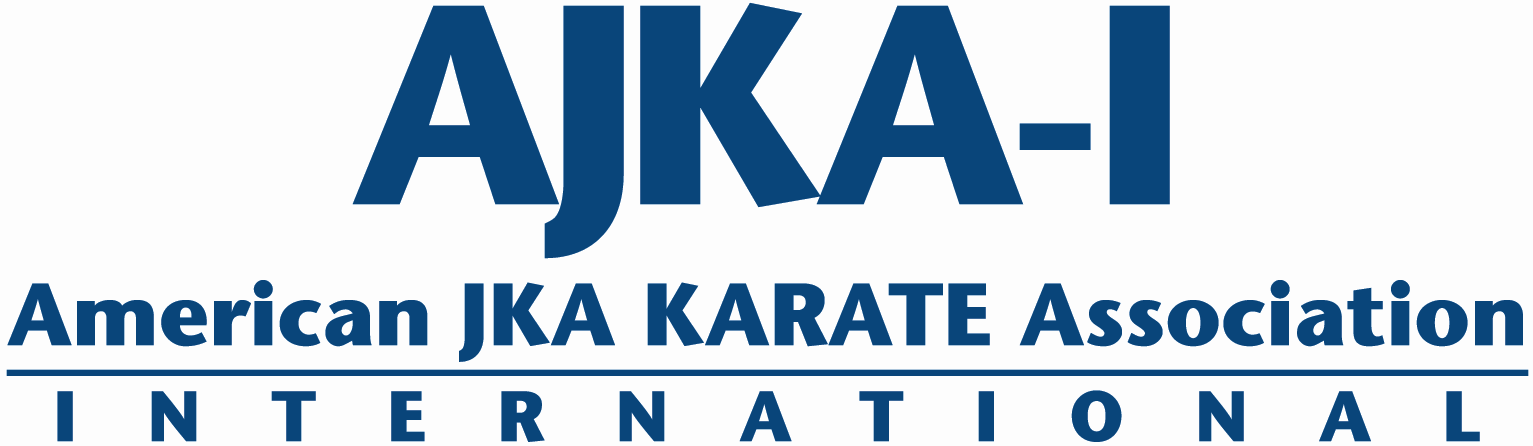 AJKA-I
American JKA KARATE Association
INTERNATIONAL